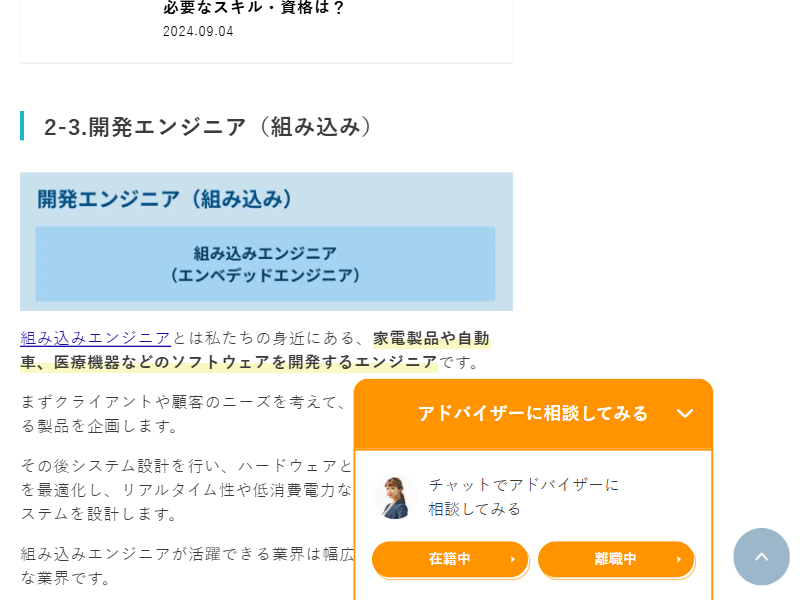 必要なスキル・資格は？
2024.09.04
2-3.開発エンジニア（組み込み）
開発エンジニア（組み込み）
組み込みエンジニア
（エンベデッドエンジニア）
組み込みエンジニアとは私たちの身近にある、家電製品や自動
車、医療機器などのソフトウェアを開発するエンジニアです。
まずクライアントや顧客のニーズを考えて、
る製品を企画します。
その後システム設計を行い、ハードウェアと
を最適化し、リアルタイム性や低消費電力な
ステムを設計します。
組み込みエンジニアが活躍できる業界は幅広
な業界です。
アドバイザーに相談してみる
チャットでアドバイザーに
相談してみる
在籍中
離職中